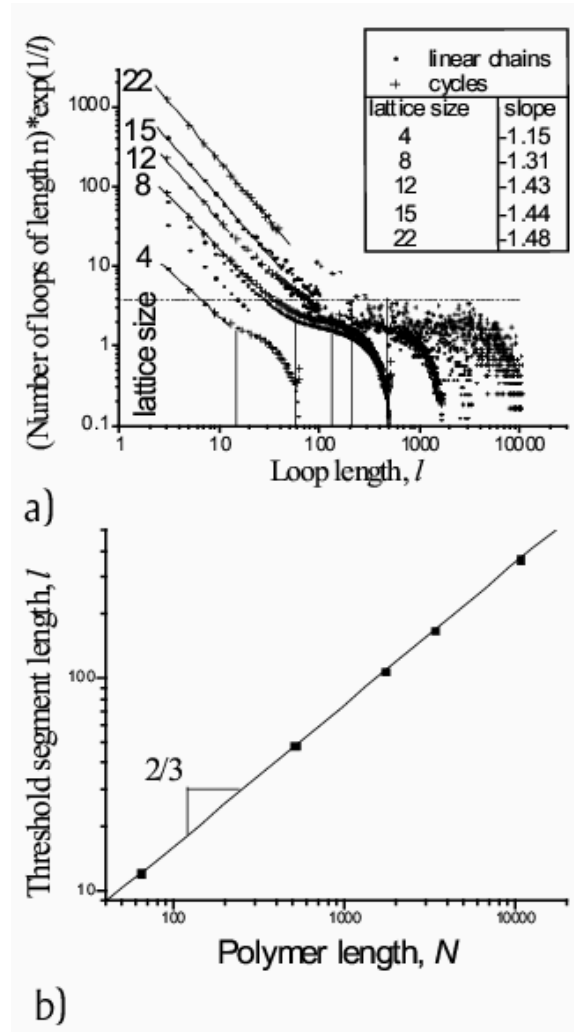 (Number of loops of length n)*exp(1/l)
1000
100
10
1
0.1
22
15
12
8
4
lattice size
· linear chains
+ cycles
lattice size slope
4 -1.15
8 -1.31
12 -1.43
15 -1.44
22 -1.48
1 10 100 1000 10000
Loop length, l
a)
Threshold segment length, l
100
10
2/3
100 1000 10000
Polymer length, N
b)